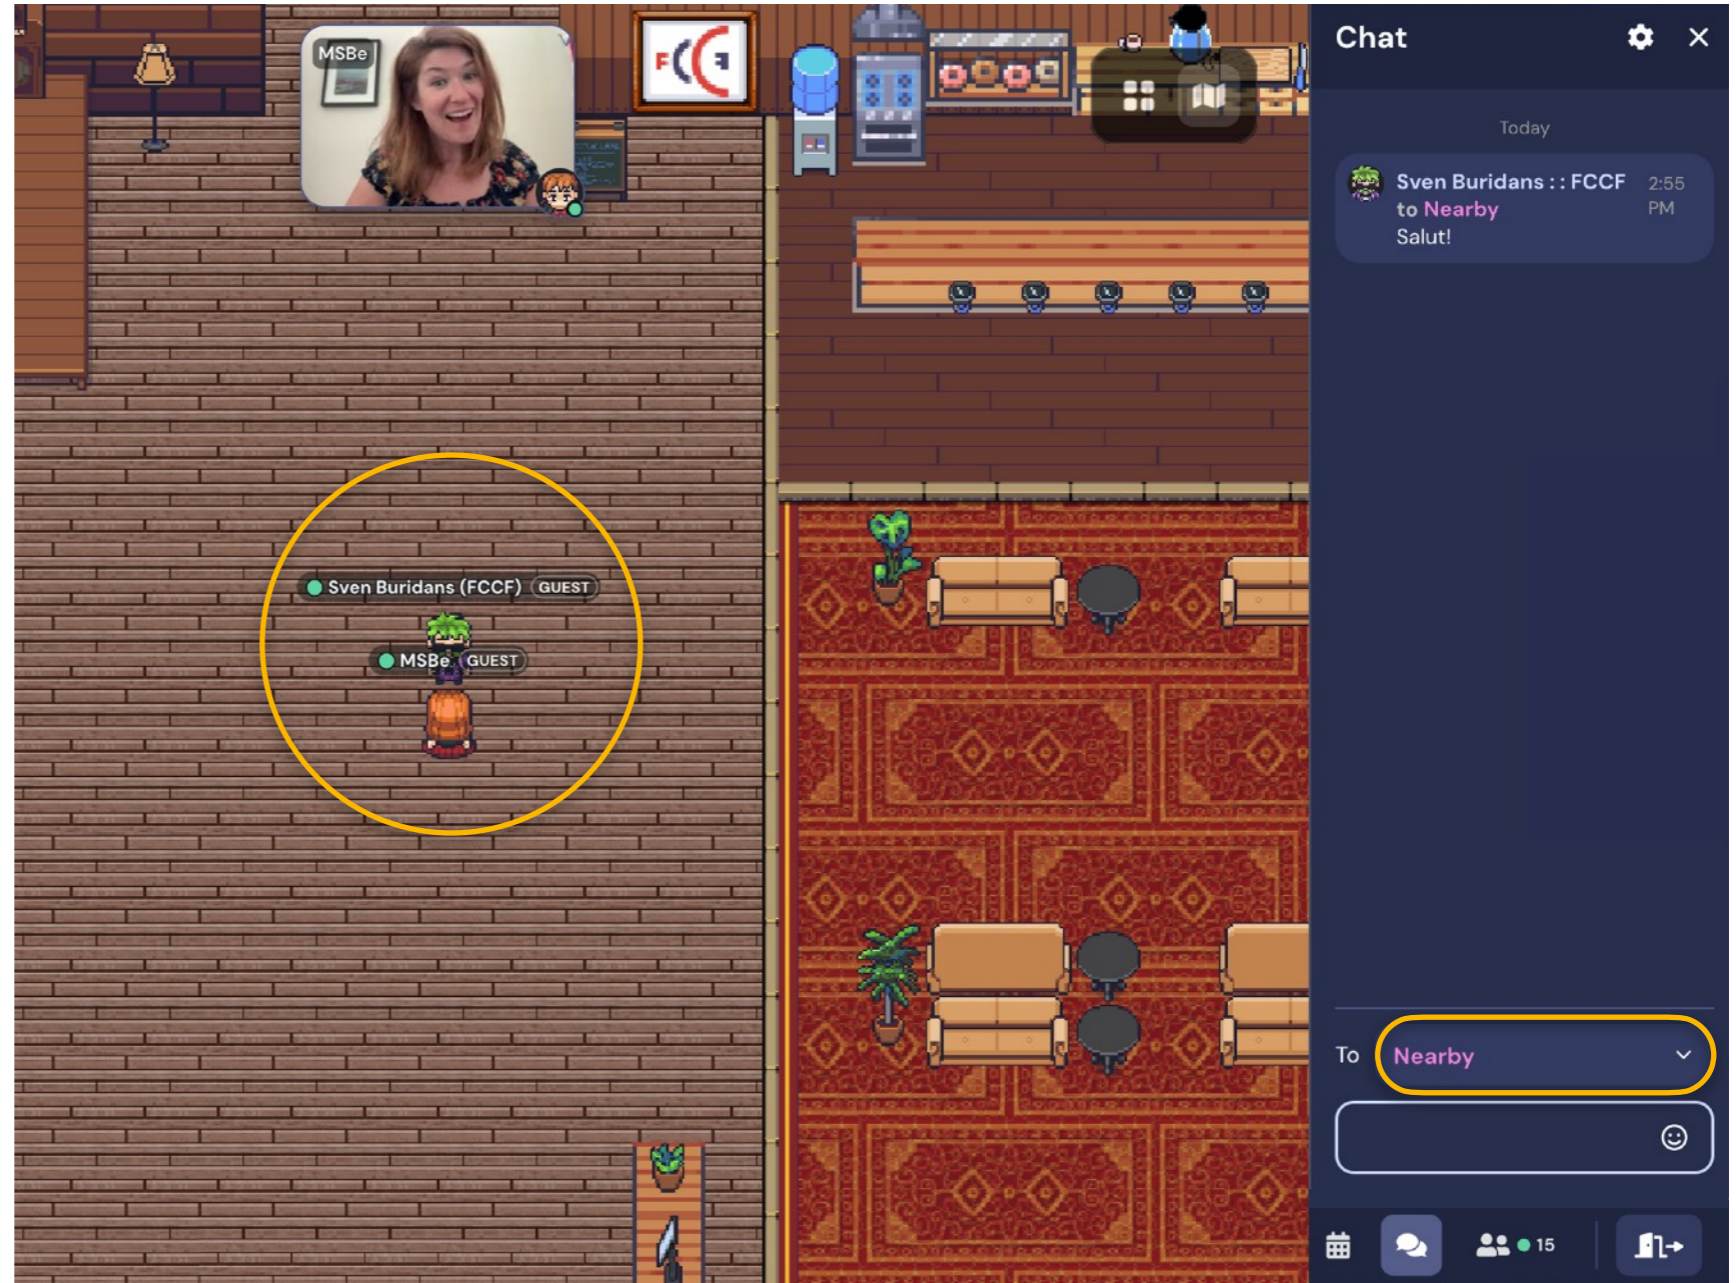 MSBe
FCCF
Sven Buridans (FCCF) GUEST
MSBe GUEST
Chat
Today
Sven Buridans :: FCCF 2:55
to Nearby PM
Salut!
To Nearby
15